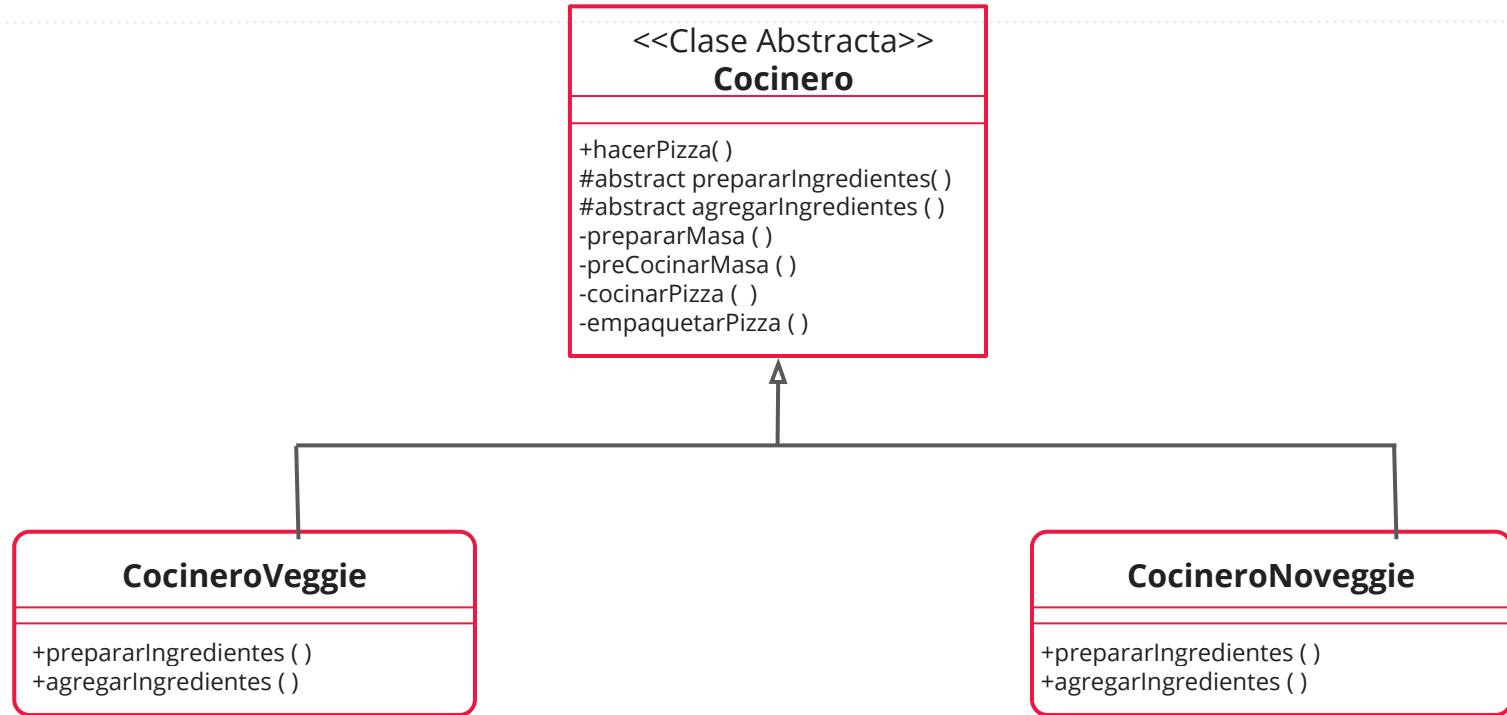 <<Clase Abstracta>>
Cocinero
+hacerPizza( )
#abstract prepararIngredientes( )
#abstract agregarIngredientes ( )
-prepararMasa ( )
-preCocinarMasa ( )
-cocinarPizza (  )
-empaquetarPizza ( )
CocineroVeggie
+prepararIngredientes ( )
+agregarIngredientes ( )
CocineroNoveggie
+prepararIngredientes ( )
+agregarIngredientes ( )